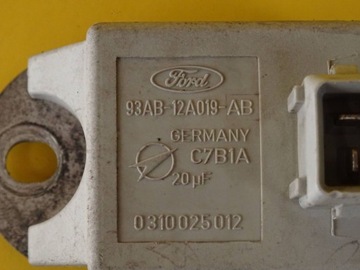 Ford
93AB-12A019-AB
GERMANY
C7B1A
20µF
0310025012